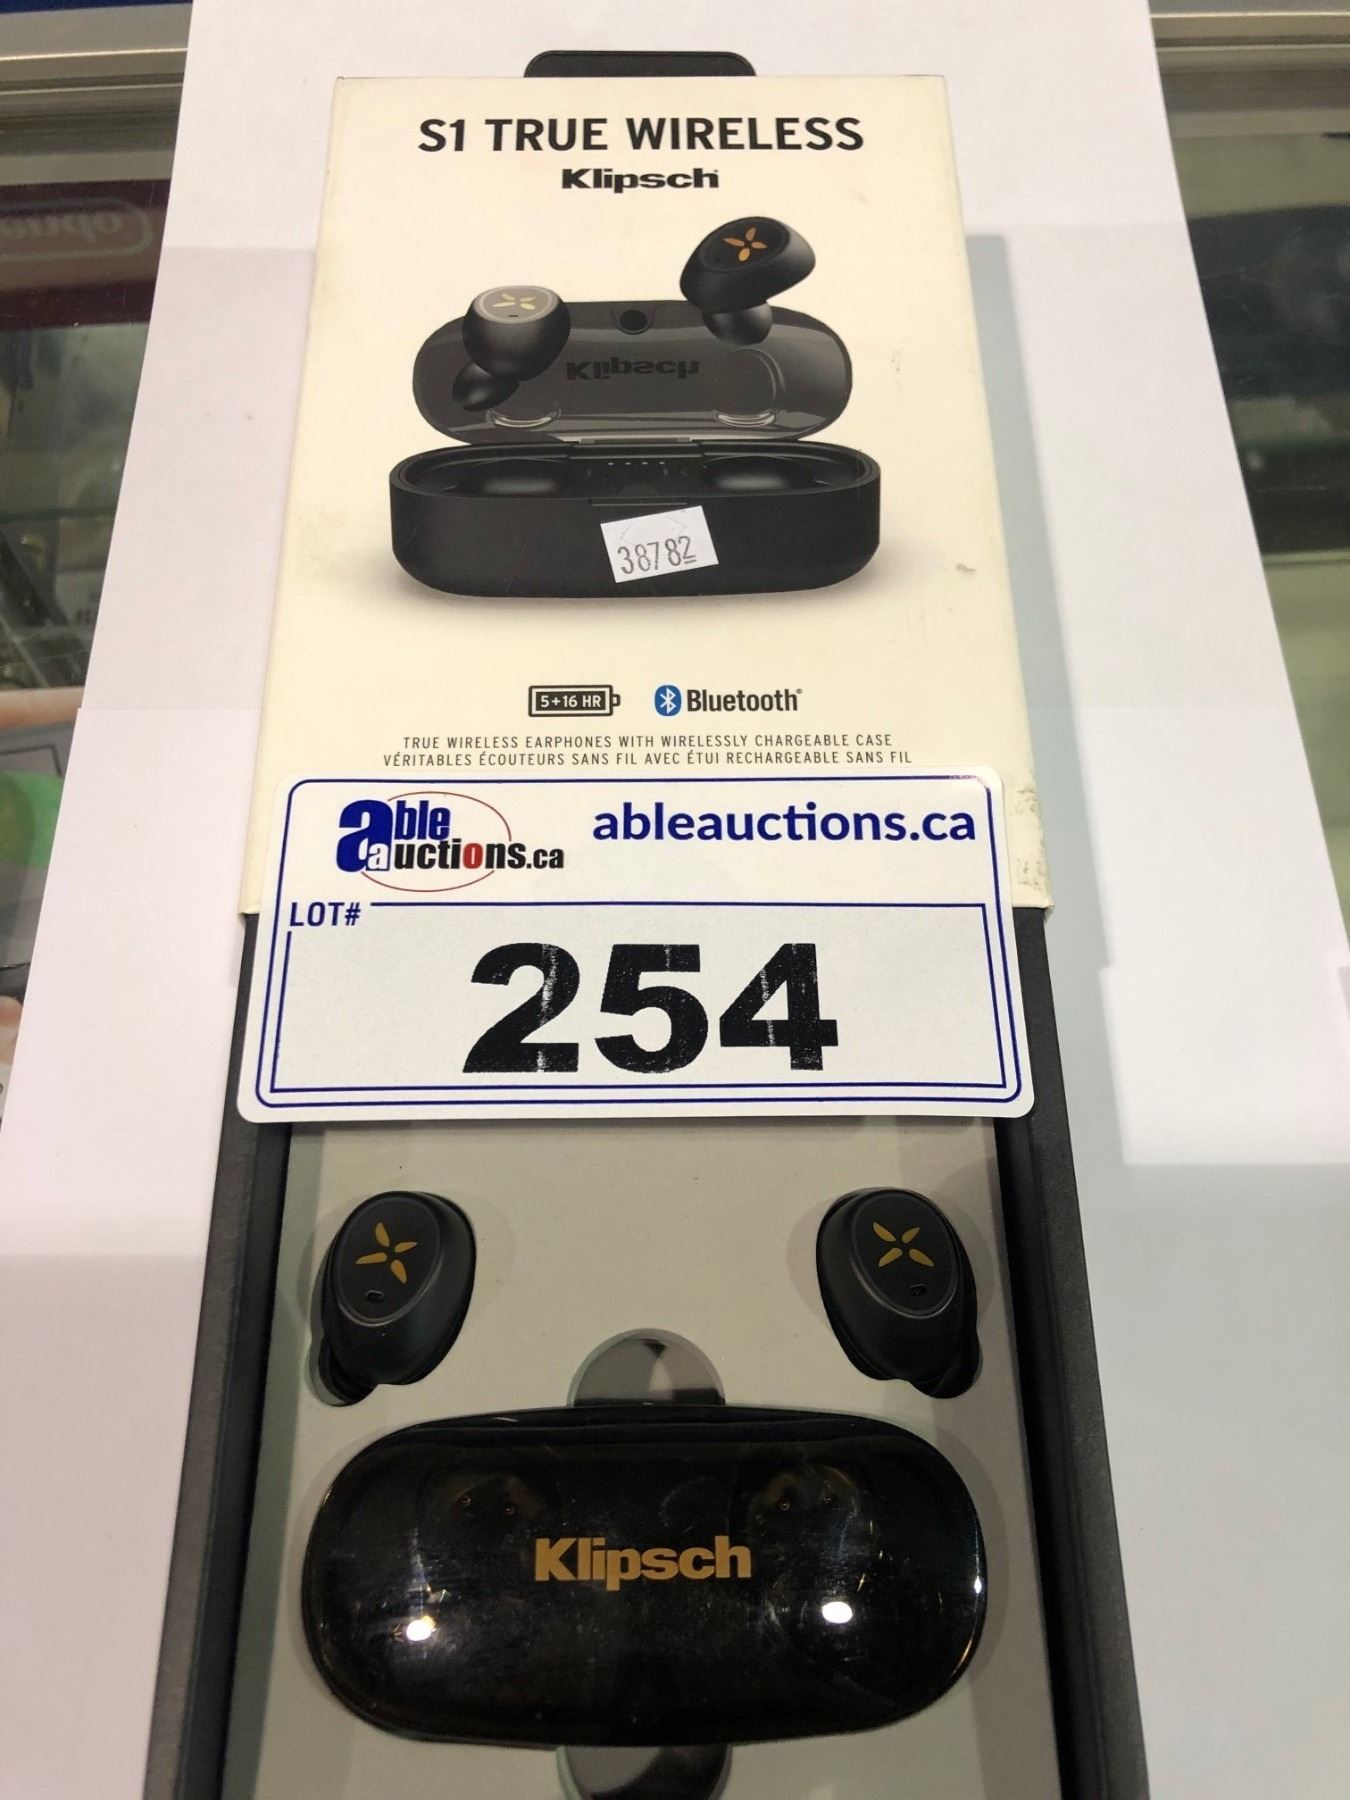 S1 TRUE WIRELESS
Klipsch
Klipsch
38782
5+16 HR
Bluetooth®
TRUE WIRELESS EARPHONES WITH WIRELESSLY CHARGEABLE CASE
VÉRITABLES ÉCOUTEURS SANS FIL AVEC ÉTUI RECHARGEABLE SANS FIL
able auctions.ca
ableauctions.ca
LOT#
254
Klipsch